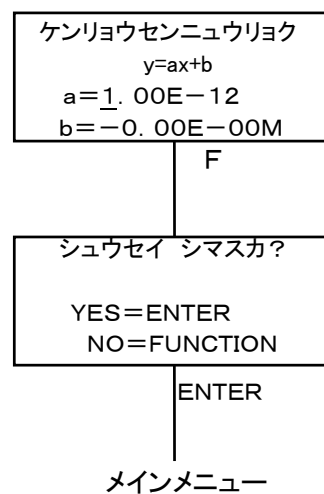 ケンリョウセンニュウリョク
y=ax+b
a＝1．00E－12
b＝－0．00E－00M
F
シュウセイ　シマスカ？
YES＝ENTER
NO＝FUNCTION
ENTER
メインメニュー